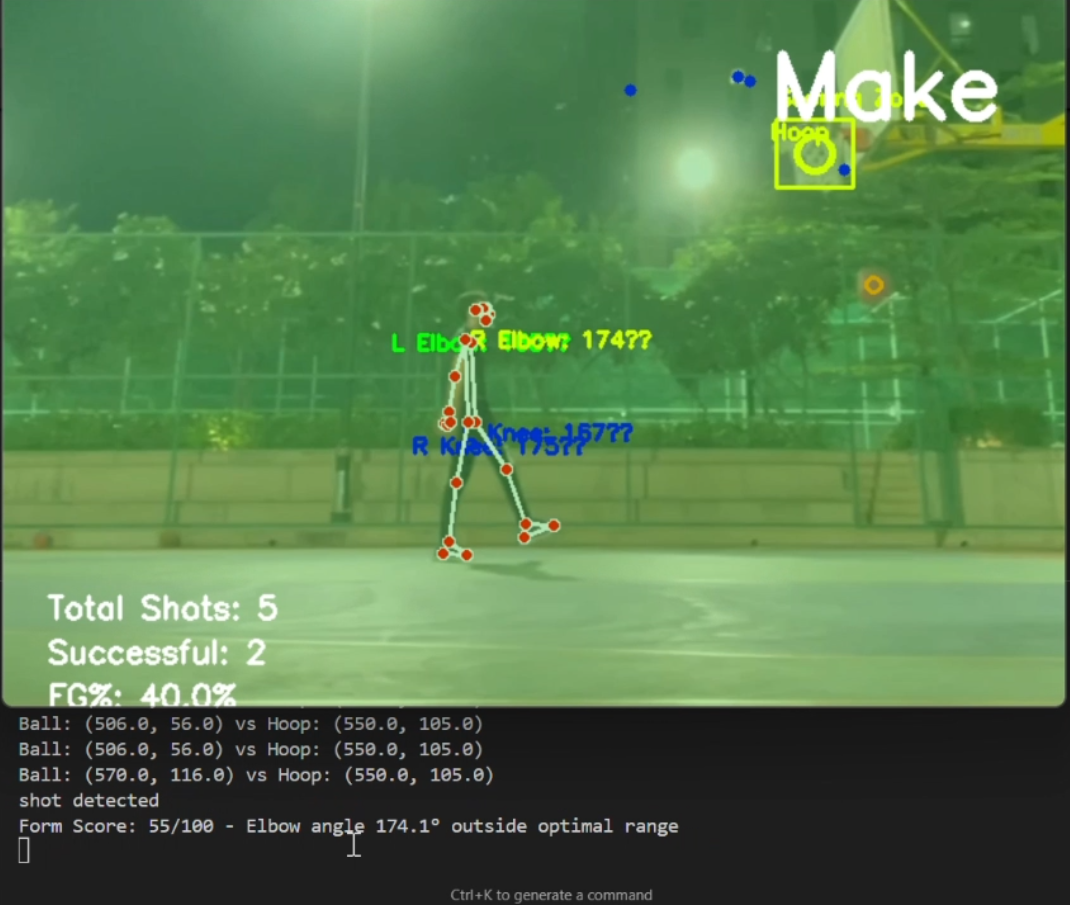 Make
Hoop
L Elbo
R Elbow: 174??
Knee: 167??
R Knee: 175??
Total Shots: 5
Successful: 2
FG%: 40.0%
Ball: (506.0, 56.0) vs Hoop: (550.0, 105.0)
Ball: (506.0, 56.0) vs Hoop: (550.0, 105.0)
Ball: (570.0, 116.0) vs Hoop: (550.0, 105.0)
shot detected
Form Score: 55/100 - Elbow angle 174.1° outside optimal range
Ctrl+K to generate a command